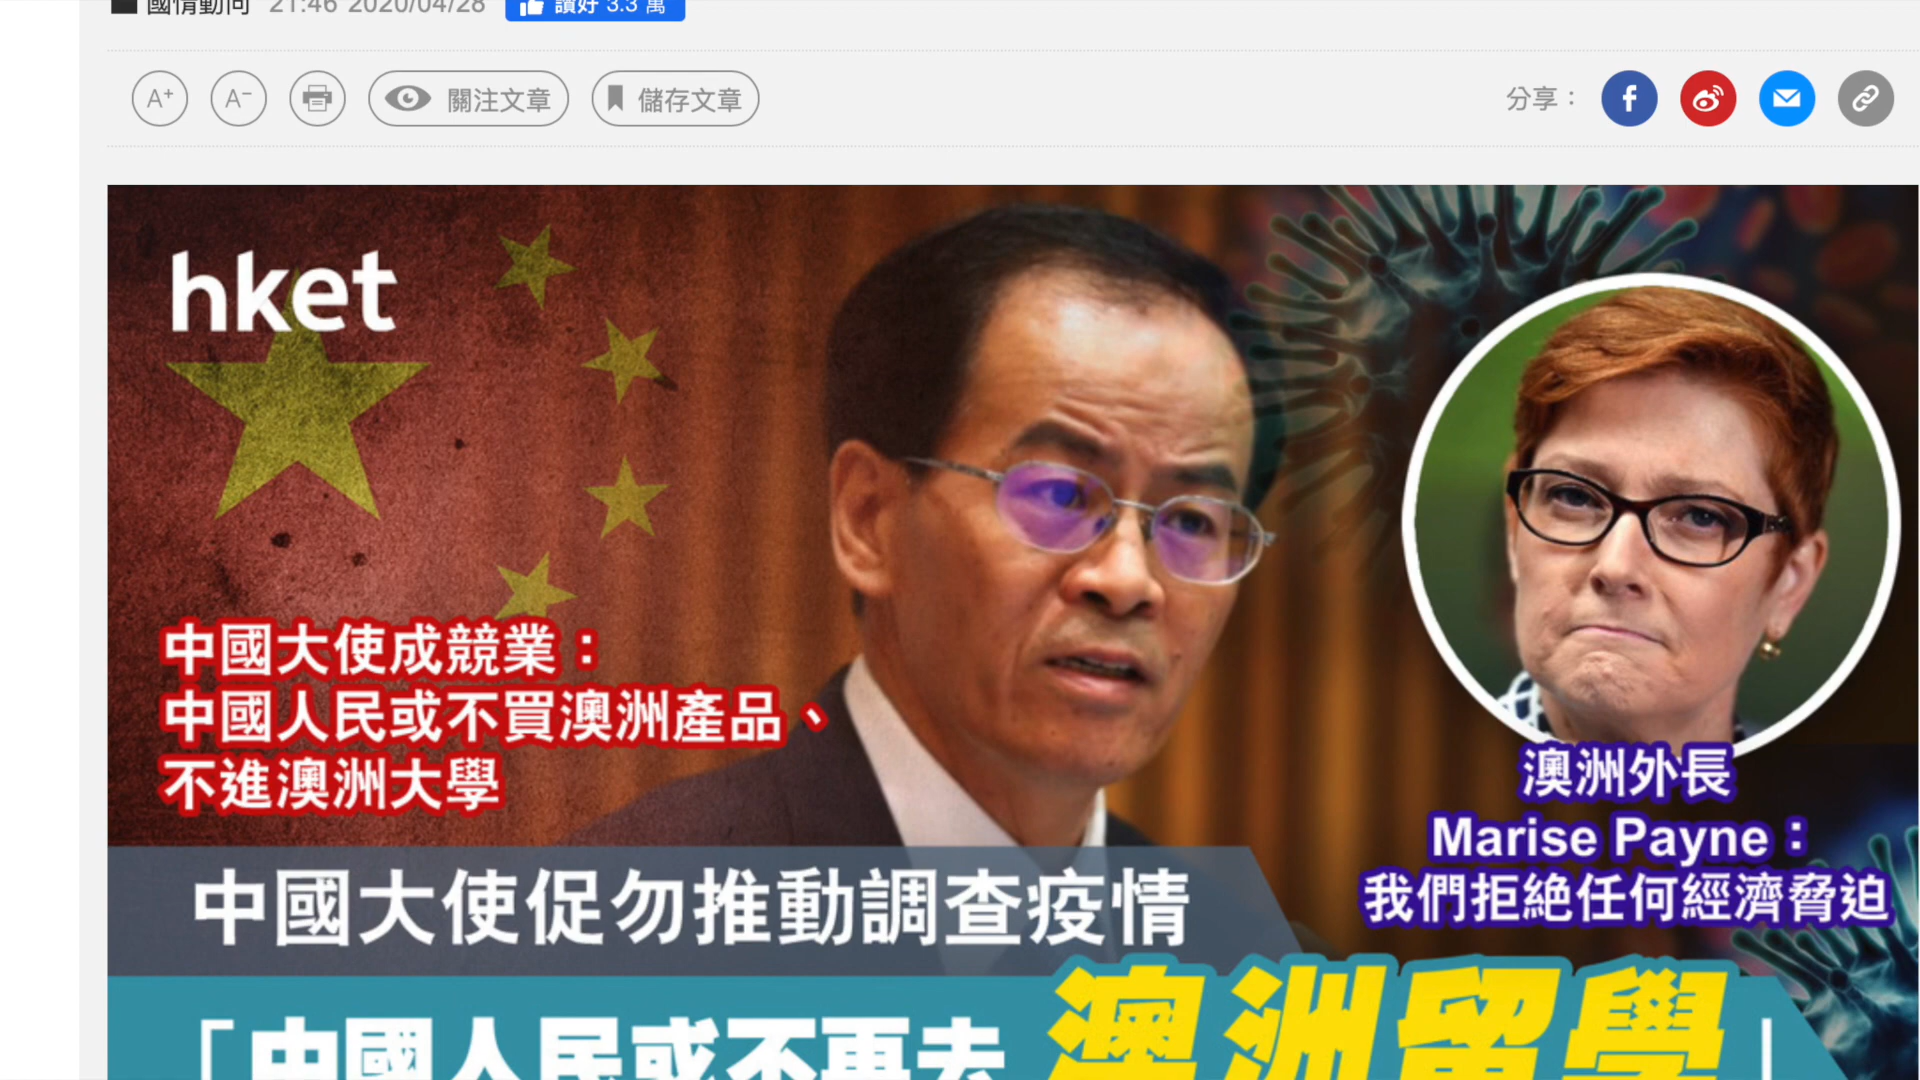 國情動向 21:46 2020/04/28 讚好 3.3 萬
A+ A− 關注文章 儲存文章 分享：
hket
中國大使成競業：
中國人民或不買澳洲產品、
不進澳洲大學
澳洲外長
Marise Payne：
我們拒絕任何經濟脅迫
中國大使促勿推動調查疫情
「中國人民或不再去澳洲留學」